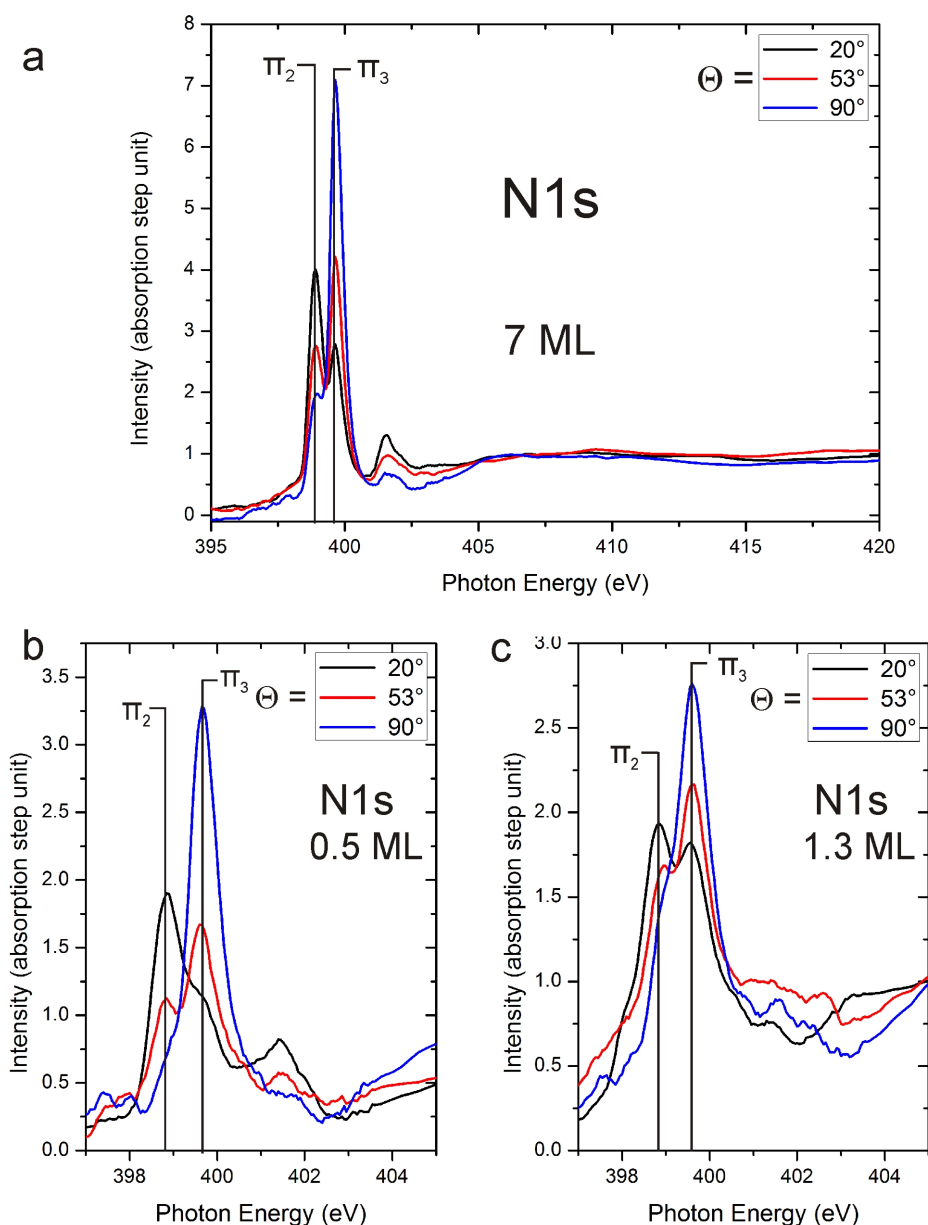 a
Intensity (absorption step unit)
8
7
6
5
4
3
2
1
0
π2
π3
Θ =
20°
53°
90°
N1s
7 ML
395
400
405
410
415
420
Photon Energy (eV)
b
Intensity (absorption step unit)
3.5
3.0
2.5
2.0
1.5
1.0
0.5
0.0
π2
π3
Θ =
20°
53°
90°
N1s
0.5 ML
398
400
402
404
Photon Energy (eV)
c
Intensity (absorption step unit)
3.0
2.5
2.0
1.5
1.0
0.5
0.0
π2
π3
Θ =
20°
53°
90°
N1s
1.3 ML
398
400
402
404
Photon Energy (eV)